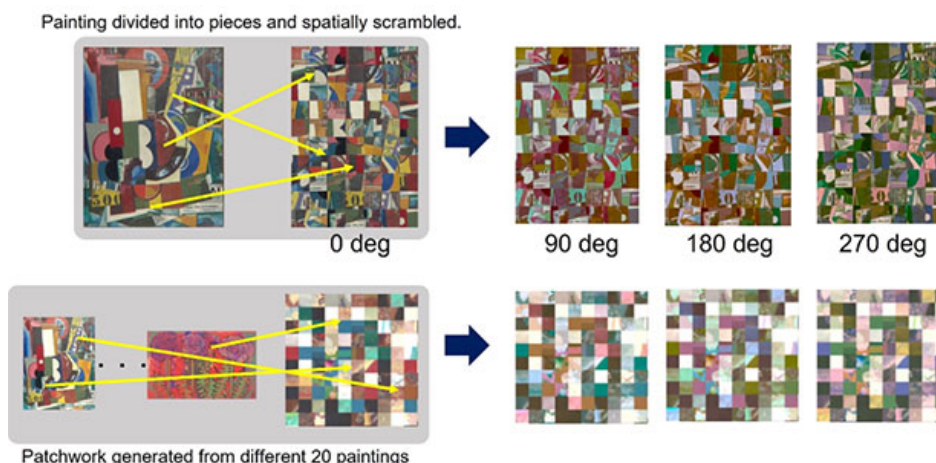 Painting divided into pieces and spatially scrambled.
0 deg
90 deg
180 deg
270 deg
Patchwork generated from different 20 paintings